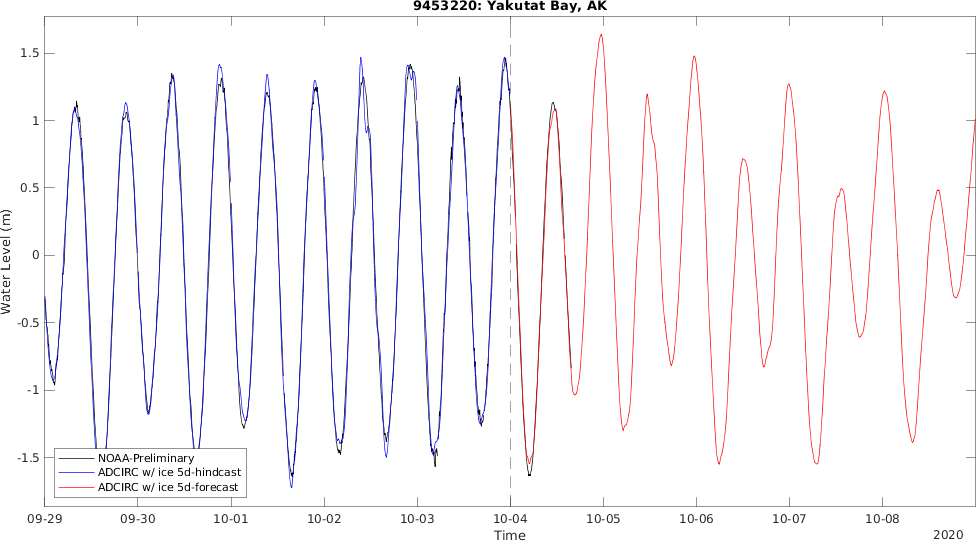 9453220: Yakutat Bay, AK
Water Level (m)
1.5
1
0.5
0
-0.5
-1
-1.5
NOAA-Preliminary
ADCIRC w/ ice 5d-hindcast
ADCIRC w/ ice 5d-forecast
09-29 09-30 10-01 10-02 10-03 10-04 10-05 10-06 10-07 10-08
Time
2020